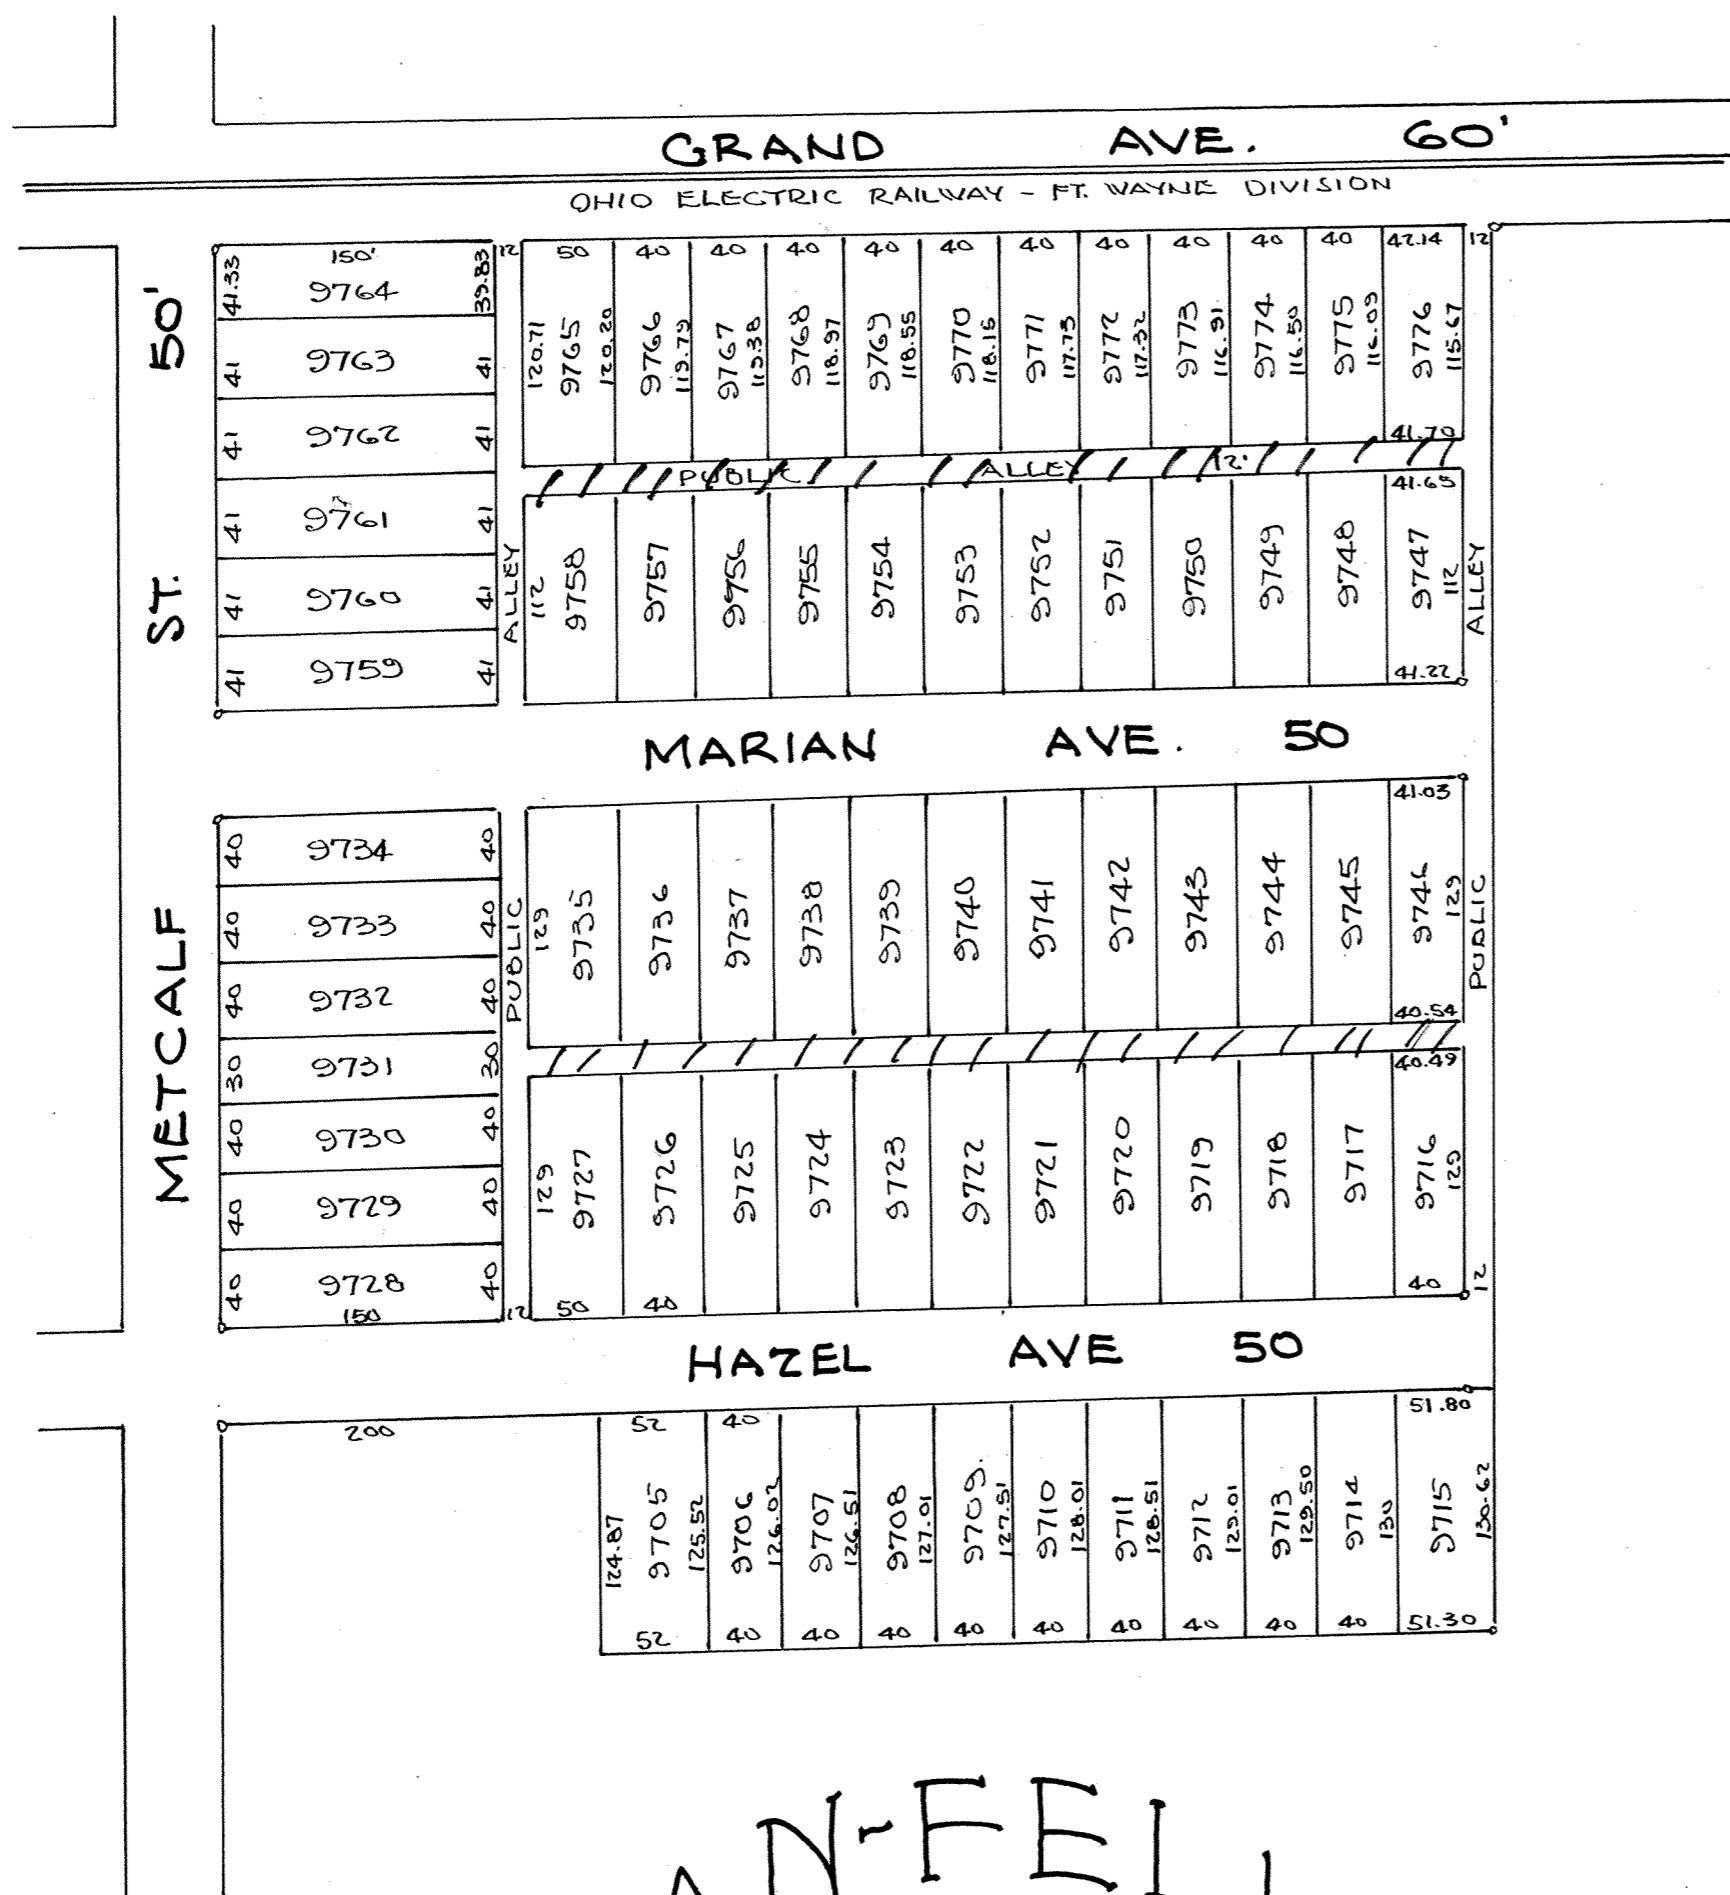 GRAND AVE. 60'
OHIO ELECTRIC RAILWAY - FT. WAYNE DIVISION
METCALF ST. 50'
150' 12 50 40 40 40 40 40 40 40 40 40 40 42.14 12
41.33 9764 39.83
41 9763 41
41 9762 41
41 9761 41
41 9760 41
41 9759 41
120.71 9765 120.20 9766 119.79 9767 119.38 9768 118.97 9769 118.55 9770 118.15 9771 117.73 9772 117.32 9773 116.91 9774 116.50 9775 116.09 9776 115.67
41.70
PUBLIC ALLEY 12'
41.65
ALLEY 112 9758 9757 9756 9755 9754 9753 9752 9751 9750 9749 9748 9747 112 ALLEY
41.22
MARIAN AVE. 50
41.03
40 9734 40
40 9733 40
40 9732 40
30 9731 30
40 9730 40
40 9729 40
40 9728 40
150 12
PUBLIC 129 9735 9736 9737 9738 9739 9740 9741 9742 9743 9744 9745 9746 129 PUBLIC
40.54
40.49
129 9727 9726 9725 9724 9723 9722 9721 9720 9719 9718 9717 9716 129
50 40 40 12
HAZEL AVE 50
200 52 40 51.80
124.87 9705 125.52 9706 126.02 9707 126.51 9708 127.01 9709. 127.51 9710 128.01 9711 128.51 9712 129.01 9713 129.50 9714 130 9715 130.62
52 40 40 40 40 40 40 40 40 40 51.30
N-FEL